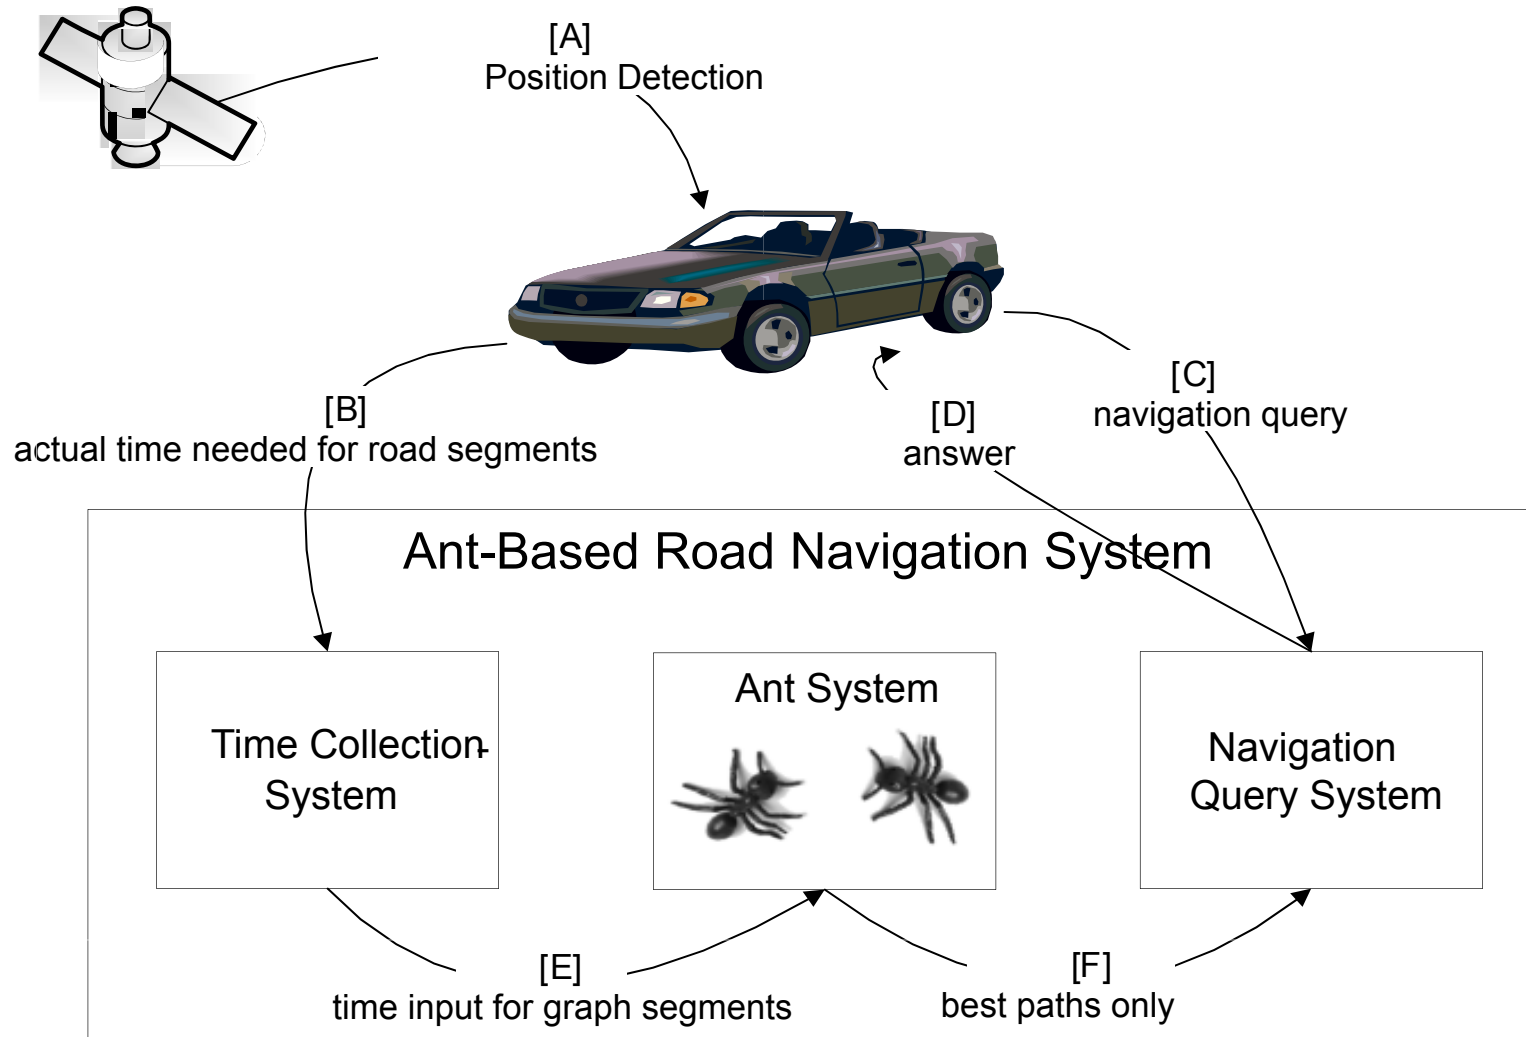 [A]
Position Detection
[B]
actual time needed for road segments
[C]
navigation query
[D]
answer
Ant-Based Road Navigation System
Time Collection-
System
Ant System
Navigation
Query System
[E]
time input for graph segments
[F]
best paths only